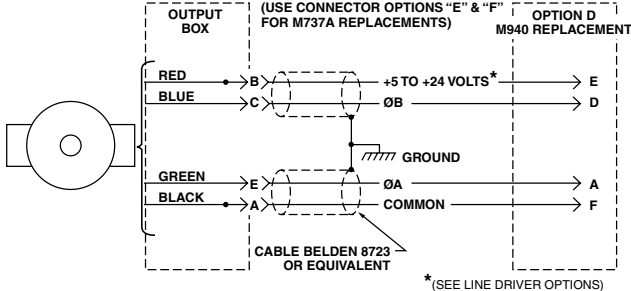 (USE CONNECTOR OPTIONS “E” & “F”
FOR M737A REPLACEMENTS)
OUTPUT
BOX
OPTION D
M940 REPLACEMENT
RED B +5 TO +24 VOLTS* E
BLUE C ØB D
GROUND
GREEN E ØA A
BLACK A COMMON F
CABLE BELDEN 8723
OR EQUIVALENT
*(SEE LINE DRIVER OPTIONS)